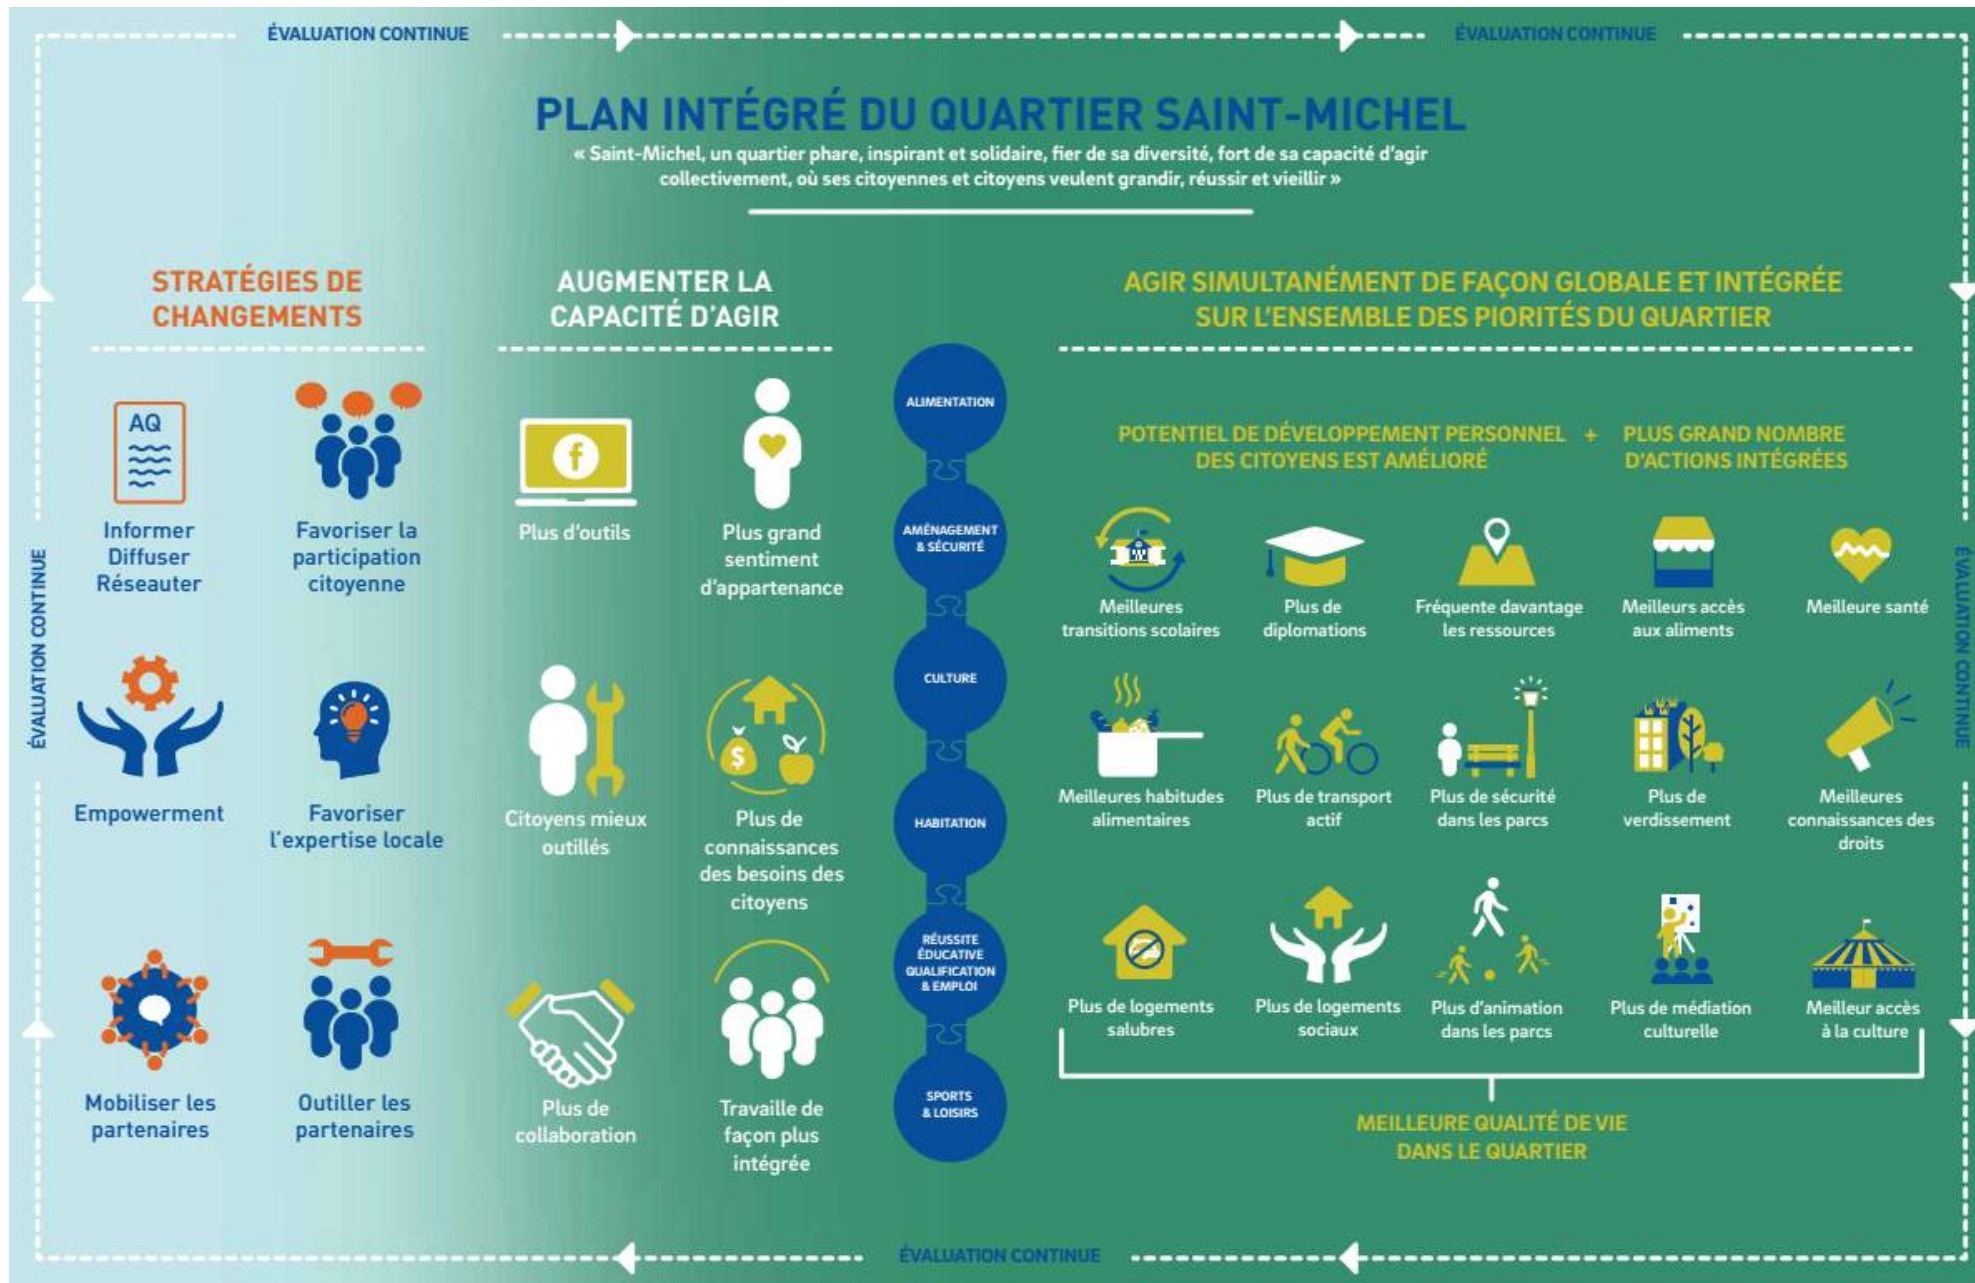 ÉVALUATION CONTINUE
ÉVALUATION CONTINUE
PLAN INTÉGRÉ DU QUARTIER SAINT-MICHEL
« Saint-Michel, un quartier phare, inspirant et solidaire, fier de sa diversité, fort de sa capacité d'agir
collectivement, où ses citoyennes et citoyens veulent grandir, réussir et vieillir »
STRATÉGIES DE
CHANGEMENTS
AQ
Informer
Diffuser
Réseauter
Favoriser la
participation
citoyenne
Empowerment
Favoriser
l'expertise locale
Mobiliser les
partenaires
Outiller les
partenaires
AUGMENTER LA
CAPACITÉ D'AGIR
f
Plus d'outils
Plus grand
sentiment
d'appartenance
Citoyens mieux
outillés
$
Plus de
connaissances
des besoins des
citoyens
Plus de
collaboration
Travaille de
façon plus
intégrée
ALIMENTATION
AMÉNAGEMENT
& SÉCURITÉ
CULTURE
HABITATION
RÉUSSITE
ÉDUCATIVE
QUALIFICATION
& EMPLOI
SPORTS
& LOISIRS
AGIR SIMULTANÉMENT DE FAÇON GLOBALE ET INTÉGRÉE
SUR L'ENSEMBLE DES PIORITÉS DU QUARTIER
POTENTIEL DE DÉVELOPPEMENT PERSONNEL
DES CITOYENS EST AMÉLIORÉ
+
PLUS GRAND NOMBRE
D'ACTIONS INTÉGRÉES
Meilleures
transitions scolaires
Plus de
diplomations
Fréquente davantage
les ressources
Meilleurs accès
aux aliments
Meilleure santé
Meilleures habitudes
alimentaires
Plus de transport
actif
Plus de sécurité
dans les parcs
Plus de
verdissement
Meilleures
connaissances des
droits
Plus de logements
salubres
Plus de logements
sociaux
Plus d'animation
dans les parcs
Plus de médiation
culturelle
Meilleur accès
à la culture
MEILLEURE QUALITÉ DE VIE
DANS LE QUARTIER
ÉVALUATION CONTINUE
ÉVALUATION CONTINUE
ÉVALUATION CONTINUE